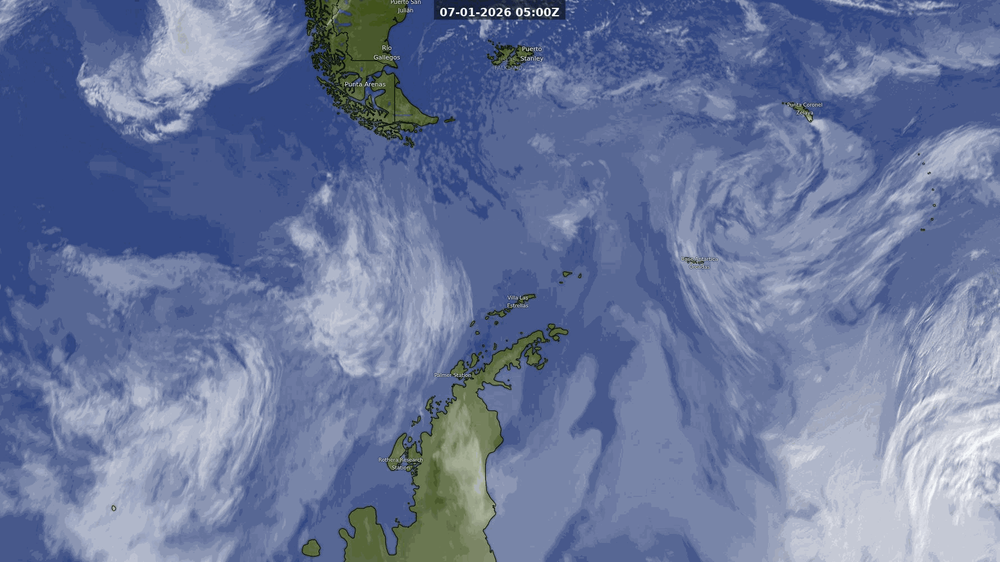 Puerto San
Julián
07-01-2026 05:00Z
Río
Gallegos
Puerto
Stanley
ISLAS
FALKLAND
Punta Arenas
Punta Coronel
Zelaya
Base Antartica
Orcadas
Villa Las
Estrellas
Palmer Station
Rothera Research
Station